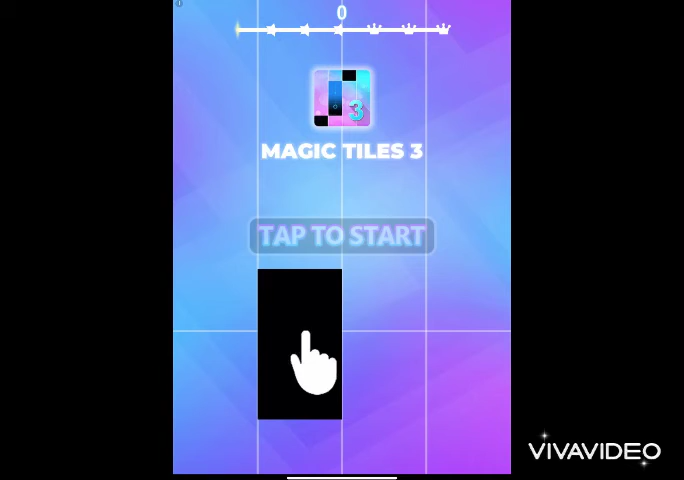 0
3
MAGIC TILES 3
TAP TO START
VIVAVIDEO